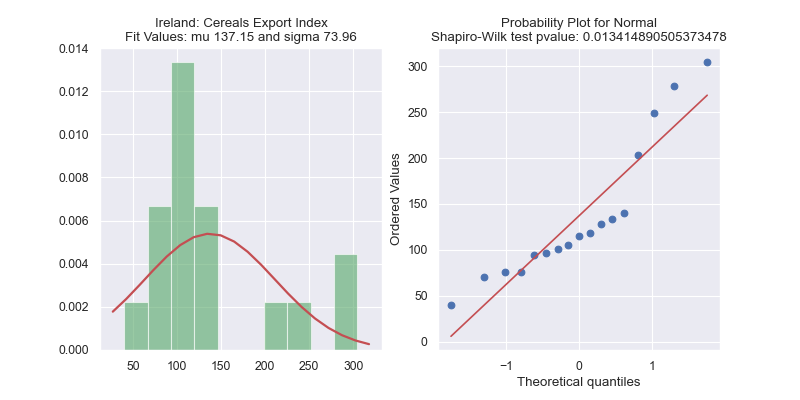 Ireland: Cereals Export Index
Fit Values: mu 137.15 and sigma 73.96
0.014
0.012
0.010
0.008
0.006
0.004
0.002
0.000
50 100 150 200 250 300
Probability Plot for Normal
Shapiro-Wilk test pvalue: 0.013414890505373478
Ordered Values
300
250
200
150
100
50
0
−1 0 1
Theoretical quantiles